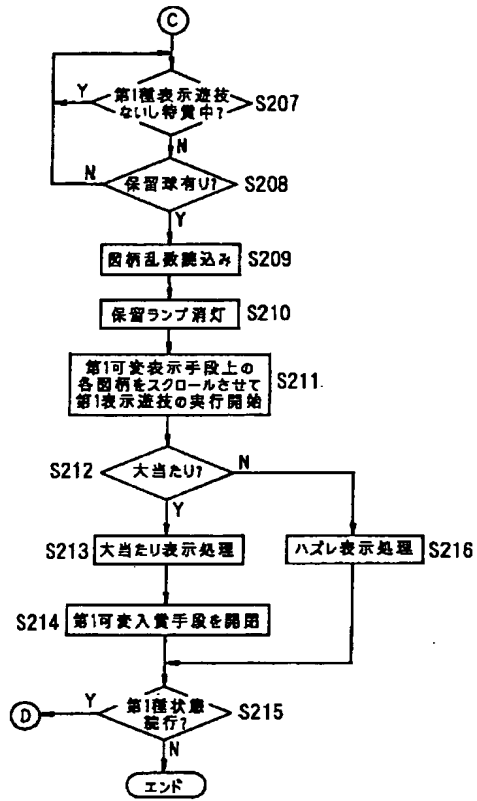 C
第1種表示遊技
ないし特賞中?
Y
S207
N
N
保留球有り?
S208
Y
図柄乱数読込み
S209
保留ランプ消灯
S210
第1可変表示手段上の
各図柄をスクロールさせて
第1表示遊技の実行開始
S211
S212
大当たり?
N
Y
S213
大当たり表示処理
ハズレ表示処理
S216
S214
第1可変入賞手段を開閉
Y
第1種状態
続行?
S215
D
N
エンド